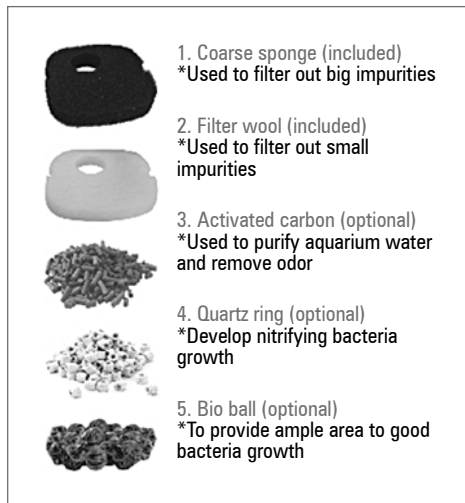 1. Coarse sponge (included)
*Used to filter out big impurities
2. Filter wool (included)
*Used to filter out small
impurities
3. Activated carbon (optional)
*Used to purify aquarium water
and remove odor
4. Quartz ring (optional)
*Develop nitrifying bacteria
growth
5. Bio ball (optional)
*To provide ample area to good
bacteria growth